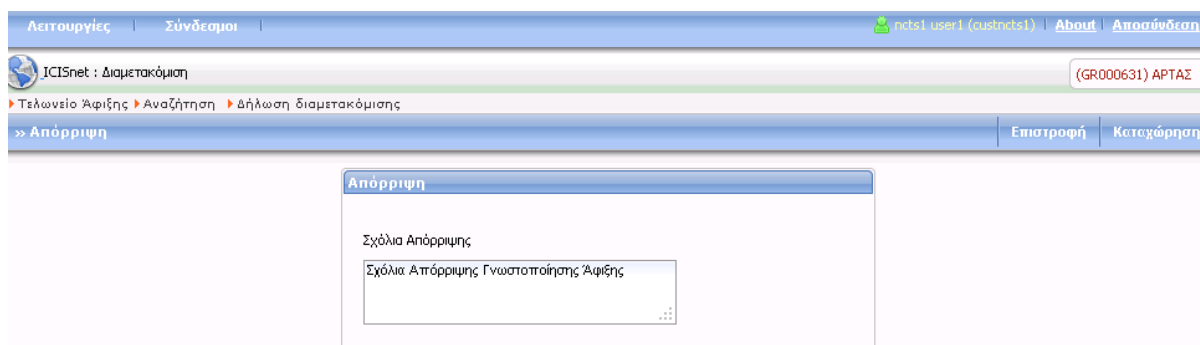 Λειτουργίες | Σύνδεσμοι | ncts1 user1 (custncts1) | About | Αποσύνδεση
ICISnet : Διαμετακόμιση (GR000631) ΑΡΤΑΣ
Τελωνείο Άφιξης Αναζήτηση Δήλωση διαμετακόμισης
» Απόρριψη Επιστροφή Καταχώρηση
Απόρριψη
Σχόλια Απόρριψης
Σχόλια Απόρριψης Γνωστοποίησης Άφιξης